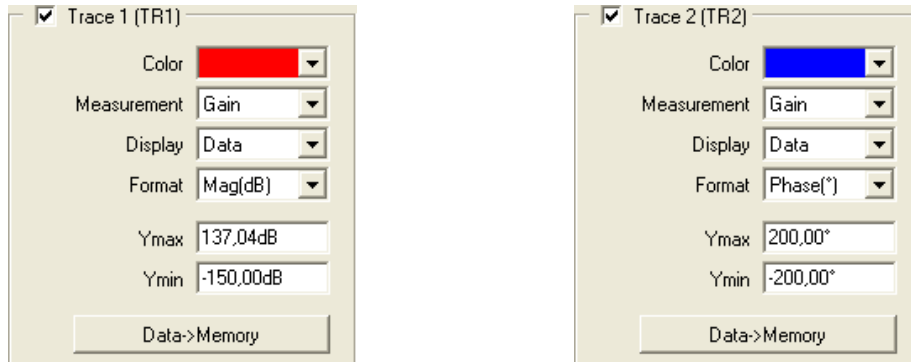 Trace 1 (TR1)
Color
Measurement Gain
Display Data
Format Mag(dB)
Ymax 137,04dB
Ymin -150,00dB
Data->Memory
Trace 2 (TR2)
Color
Measurement Gain
Display Data
Format Phase(°)
Ymax 200,00°
Ymin -200,00°
Data->Memory